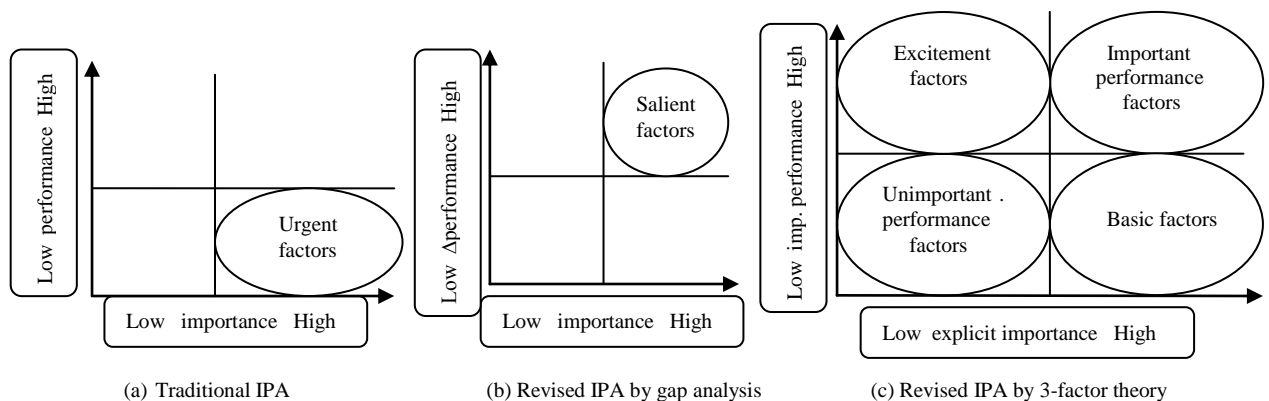 Low performance High
Urgent
factors
Low importance High
(a) Traditional IPA
Low Δperformance High
Salient
factors
Low importance High
(b) Revised IPA by gap analysis
Low imp. performance High
Excitement
factors
Important
performance
factors
Unimportant .
performance
factors
Basic factors
Low explicit importance High
(c) Revised IPA by 3-factor theory